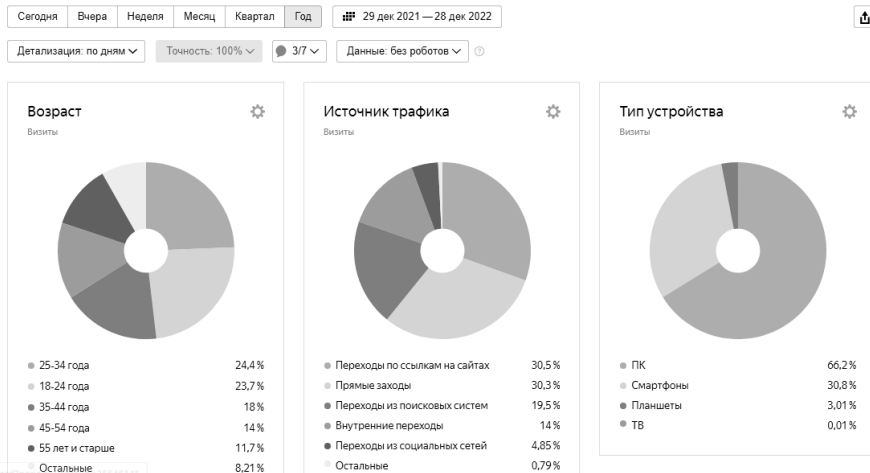 Сегодня Вчера Неделя Месяц Квартал Год 29 дек 2021 — 28 дек 2022
Детализация: по дням Точность: 100% 3/7 Данные: без роботов ?
Возраст
Визиты
25-34 года 24,4 %
18-24 года 23,7 %
35-44 года 18 %
45-54 года 14 %
55 лет и старше 11,7 %
Остальные 8,21 %
Источник трафика
Визиты
Переходы по ссылкам на сайтах 30,5 %
Прямые заходы 30,3 %
Переходы из поисковых систем 19,5 %
Внутренние переходы 14 %
Переходы из социальных сетей 4,85 %
Остальные 0,79 %
Тип устройства
Визиты
ПК 66,2 %
Смартфоны 30,8 %
Планшеты 3,01 %
ТВ 0,01 %